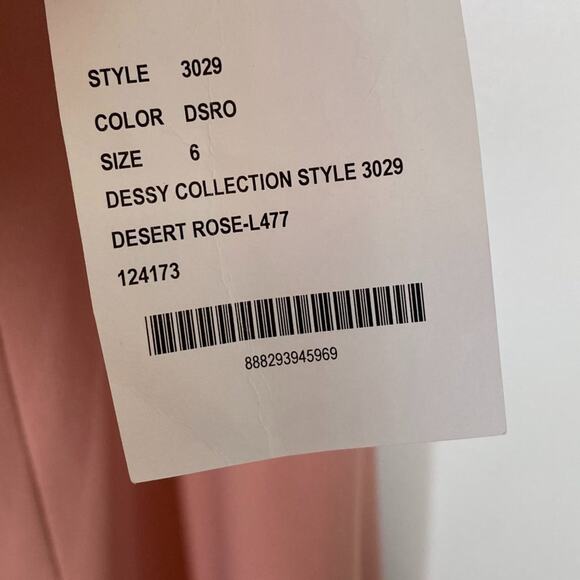 STYLE 3029
COLOR DSRO
SIZE 6
DESSY COLLECTION STYLE 3029
DESERT ROSE-L477
124173
888293945969